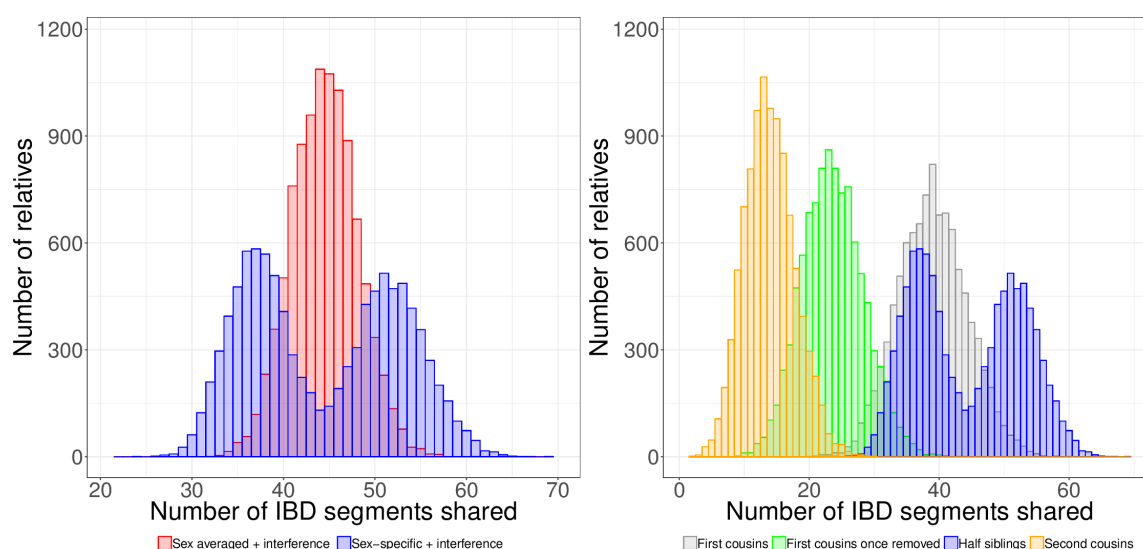 1200
900
600
300
0
Number of relatives
20 30 40 50 60 70
Number of IBD segments shared
Sex averaged + interference Sex−specific + interference
1200
900
600
300
0
Number of relatives
0 20 40 60
Number of IBD segments shared
First cousins First cousins once removed Half siblings Second cousins